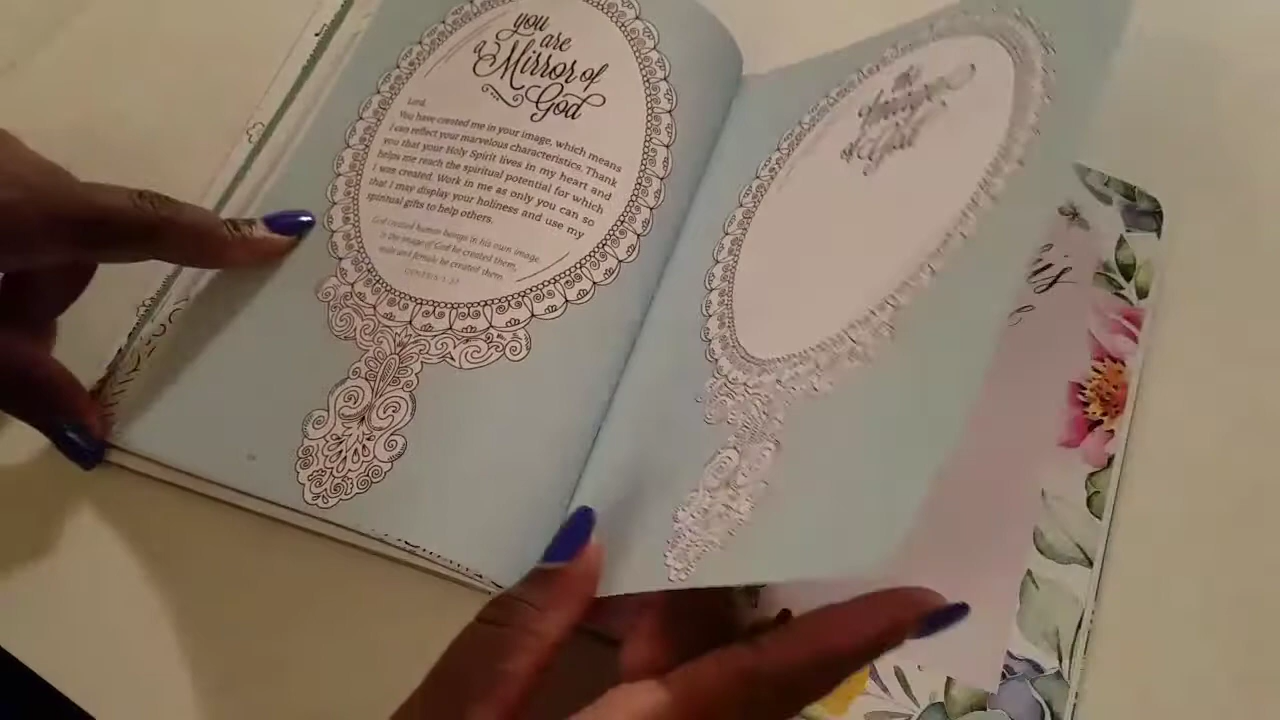 you
are
a Mirror of
God
Lord,
You have created me in your image, which means
I can reflect your marvelous characteristics. Thank
you that your Holy Spirit lives in my heart and
helps me reach the spiritual potential for which
I was created. Work in me as only you can so
that I may display your holiness and use my
spiritual gifts to help others.
God created human beings in his own image.
In the image of God he created them;
male and female he created them.
GENESIS 1:27
God